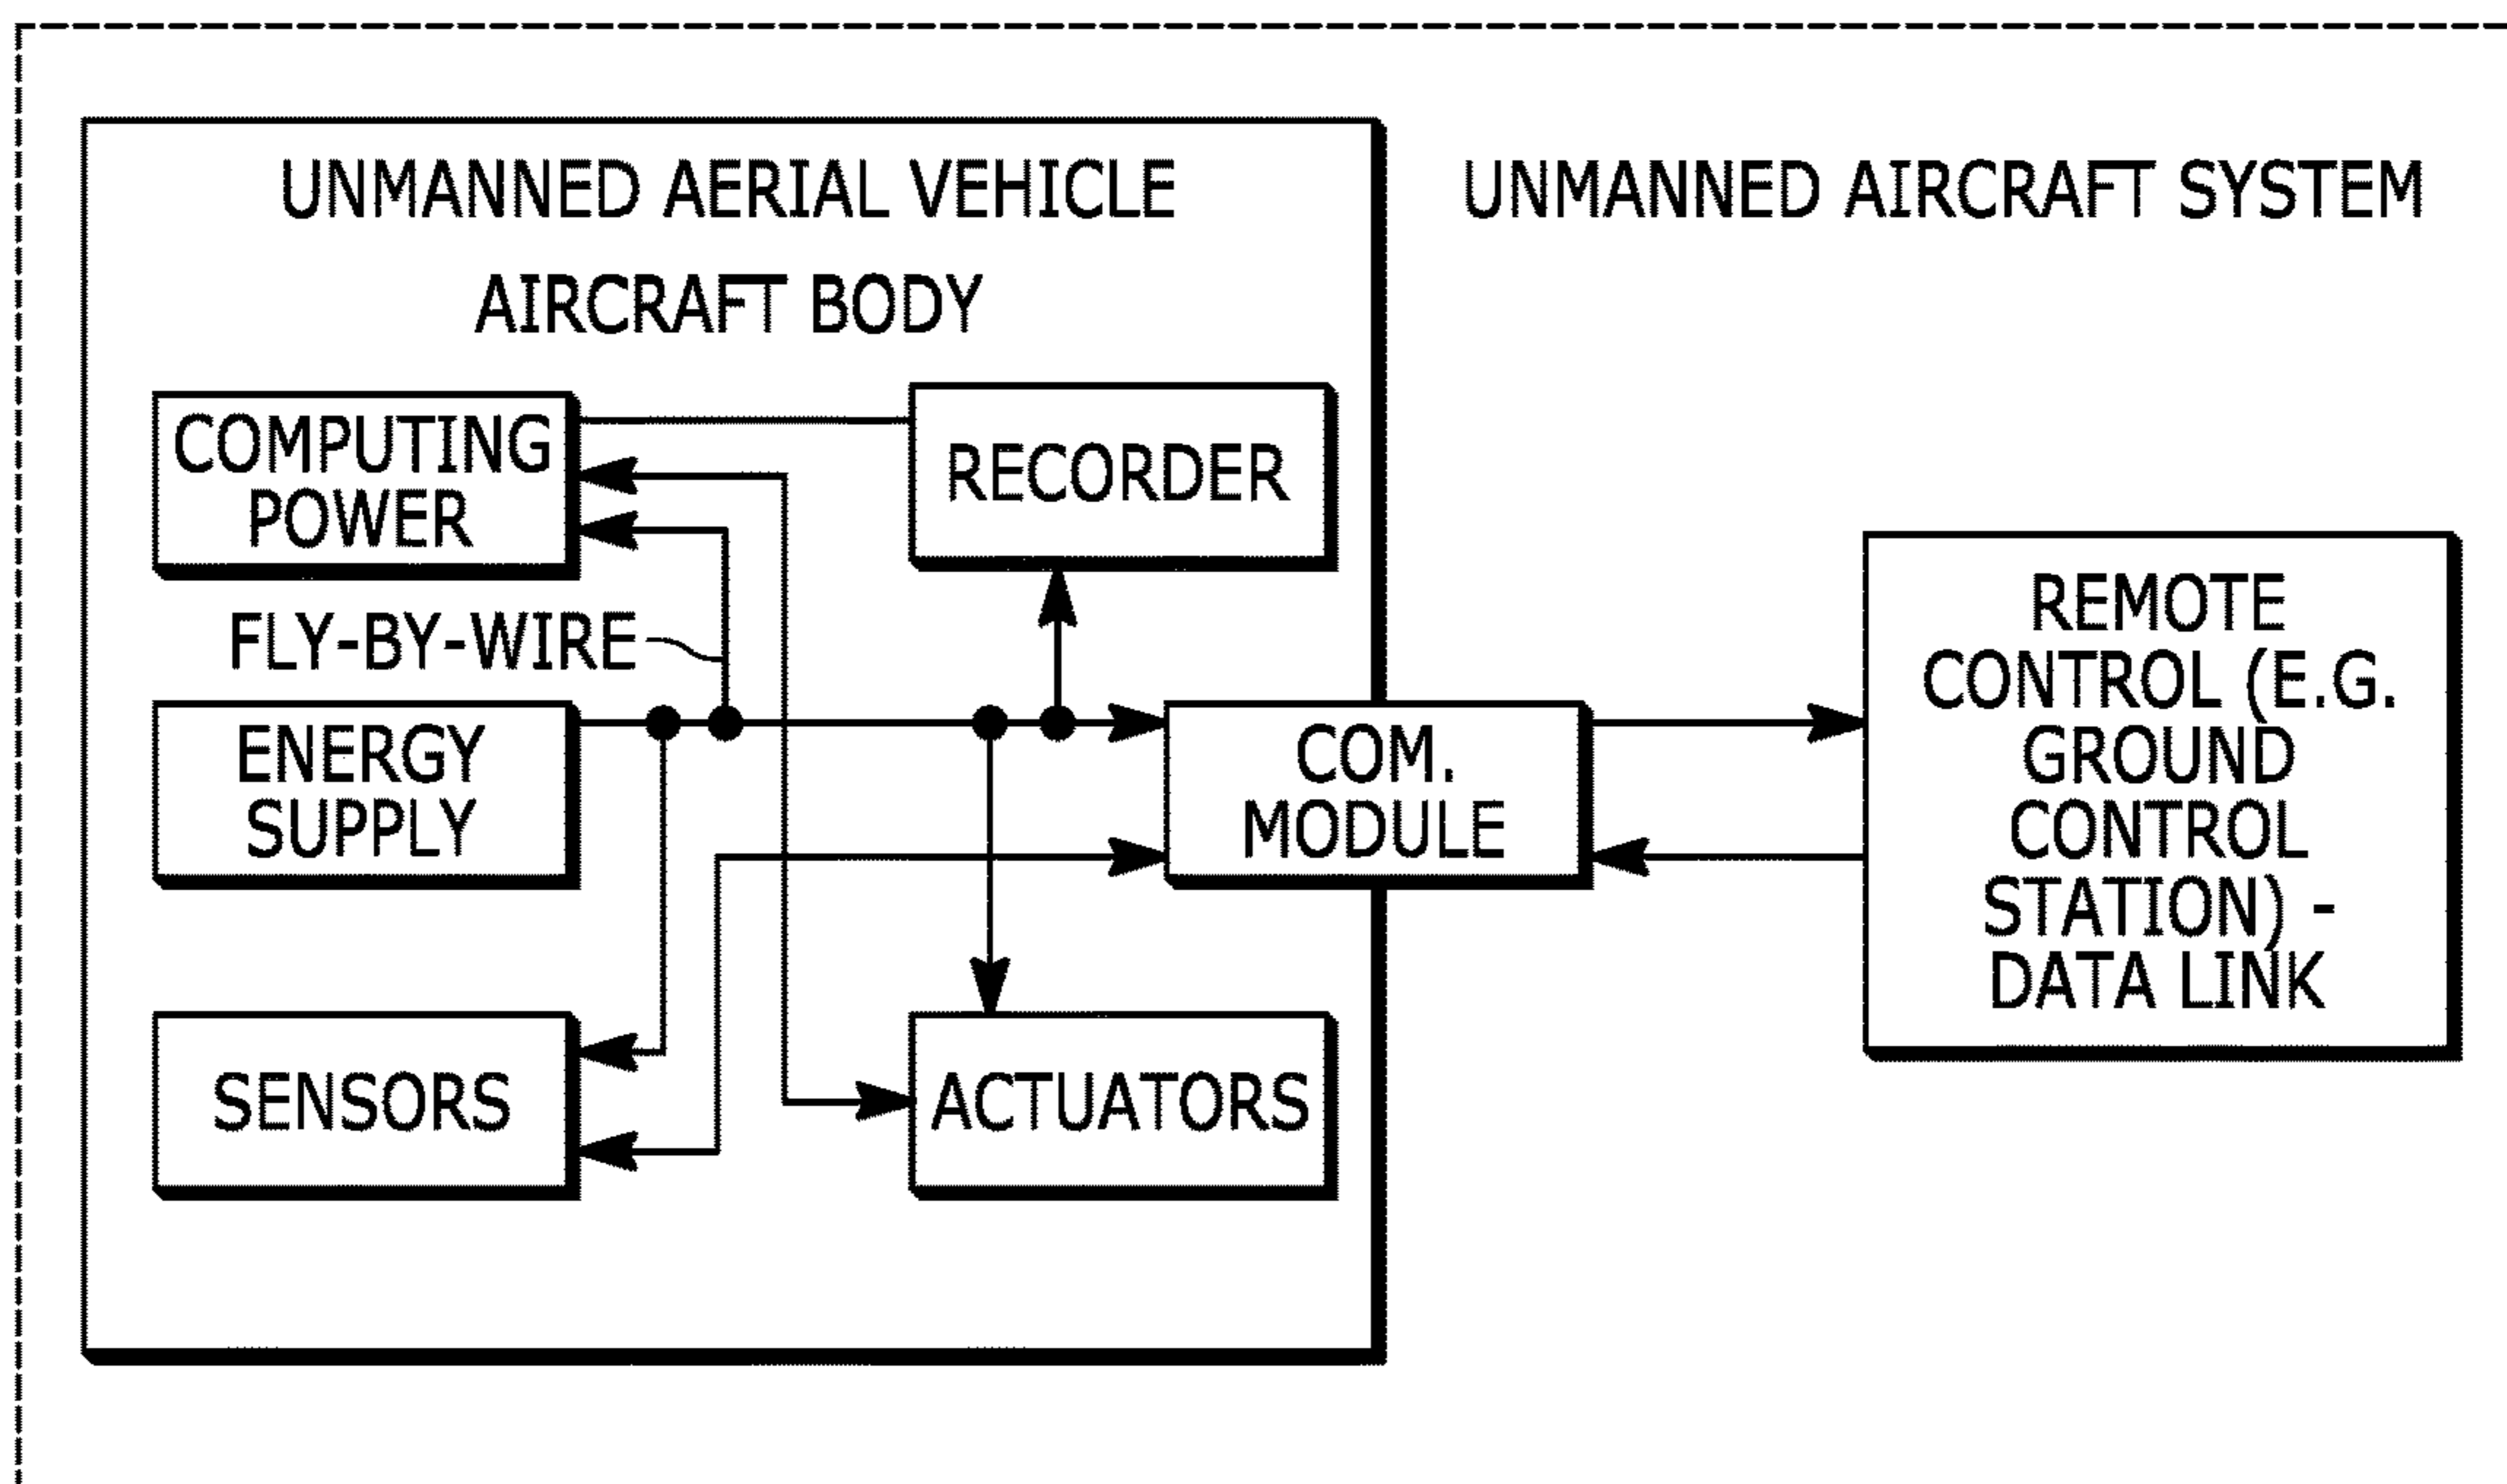 UNMANNED AERIAL VEHICLE
AIRCRAFT BODY
UNMANNED AIRCRAFT SYSTEM
COMPUTING
POWER
RECORDER
FLY-BY-WIRE
ENERGY
SUPPLY
COM.
MODULE
REMOTE
CONTROL (E.G.
GROUND
CONTROL
STATION) -
DATA LINK
SENSORS
ACTUATORS